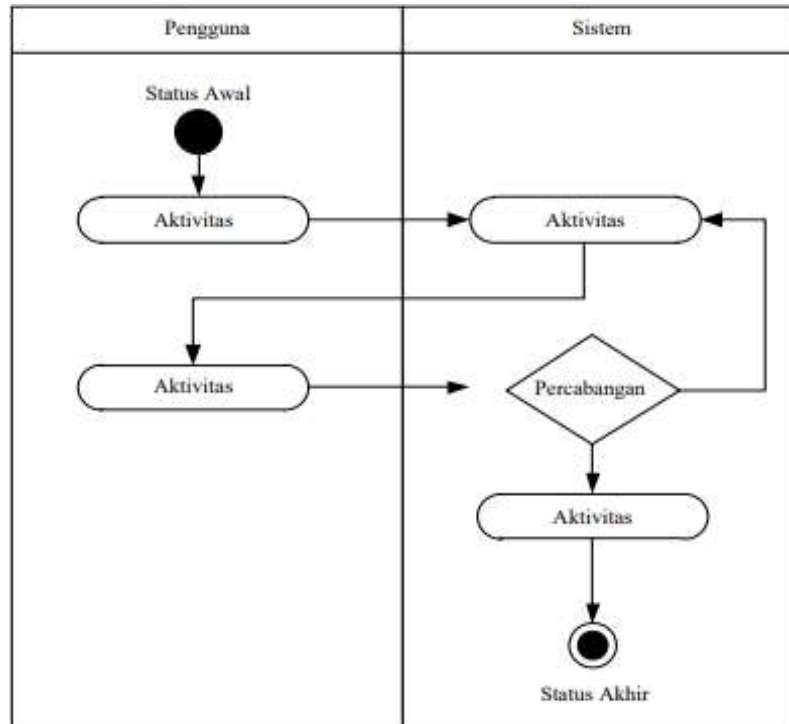 Pengguna
Sistem
Status Awal
Aktivitas
Aktivitas
Aktivitas
Percabangan
Aktivitas
Status Akhir